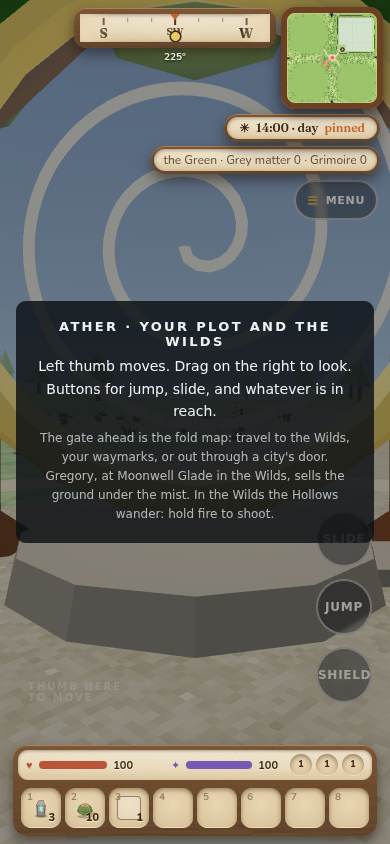 S SW W
225°
14:00 · day pinned
the Green · Grey matter 0 · Grimoire 0
MENU
ATHER · YOUR PLOT AND THE
WILDS
Left thumb moves. Drag on the right to look.
Buttons for jump, slide, and whatever is in
reach.
The gate ahead is the fold map: travel to the Wilds,
your waymarks, or out through a city's door.
Gregory, at Moonwell Glade in the Wilds, sells the
ground under the mist. In the Wilds the Hollows
wander: hold fire to shoot.
SLIDE
JUMP
SHIELD
THUMB HERE
TO MOVE
100 100 1 1 1
1 2 3 4 5 6 7 8
3 10 1